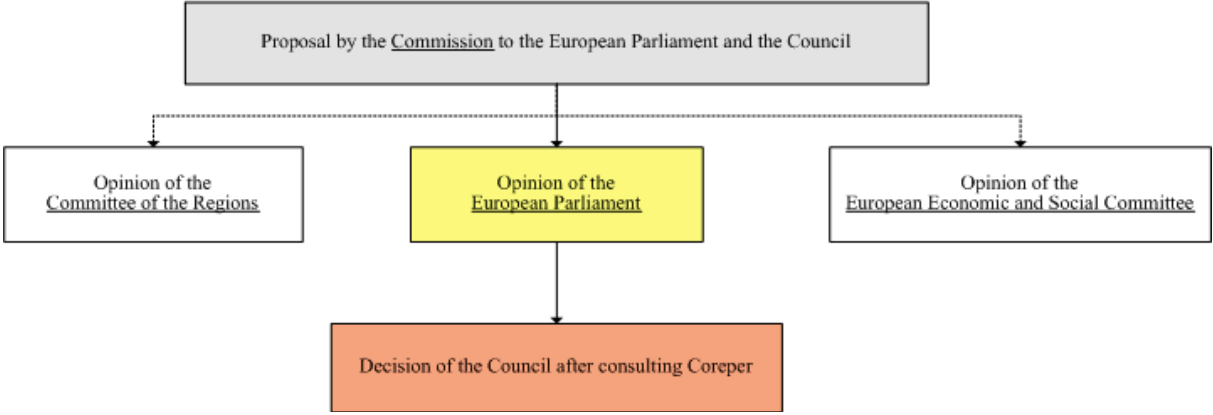 Proposal by the Commission to the European Parliament and the Council
Opinion of the
Committee of the Regions
Opinion of the
European Parliament
Opinion of the
European Economic and Social Committee
Decision of the Council after consulting Coreper